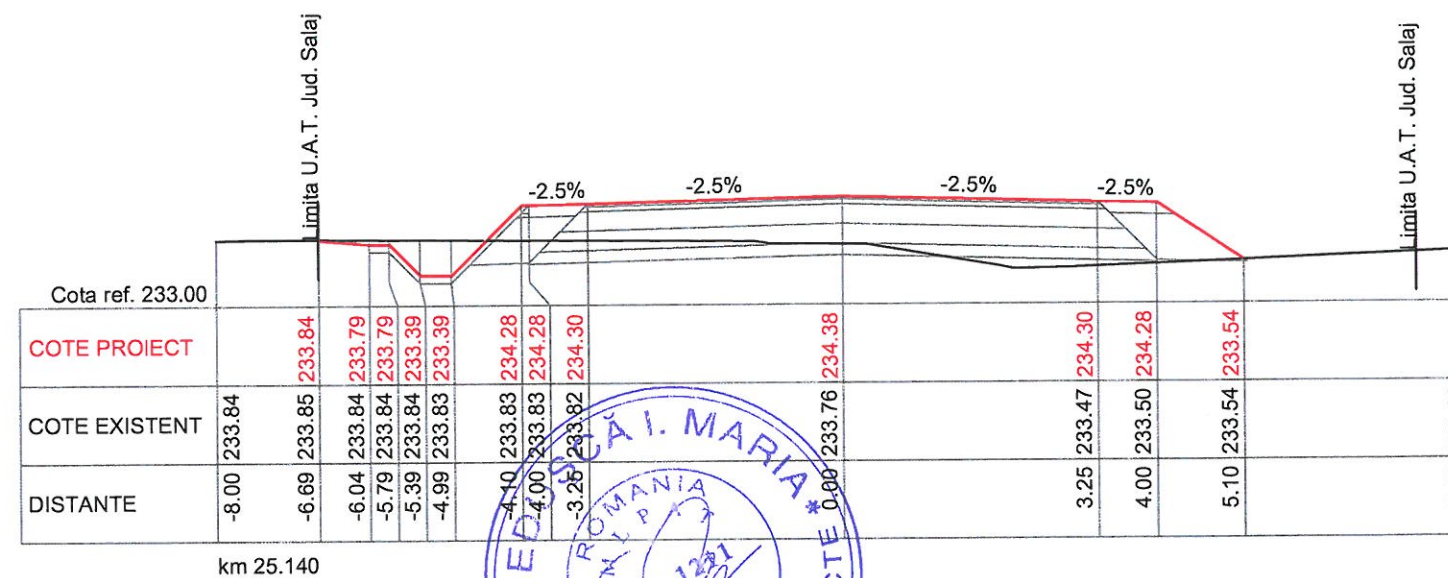 Limita U.A.T. Jud. Salaj
Limita U.A.T. Jud. Salaj
-2.5% -2.5% -2.5% -2.5%
Cota ref. 233.00
COTE PROIECT 233.84 233.79 233.79 233.39 233.39 234.28 234.28 234.30 234.38 234.30 234.28 233.54
COTE EXISTENT 233.84 233.85 233.84 233.84 233.84 233.83 233.83 233.83 233.82 233.76 233.47 233.50 233.54
DISTANTE -8.00 -6.69 -6.04 -5.79 -5.39 -4.99 -4.10 -4.00 -3.25 0.00 3.25 4.00 5.10
km 25.140
EDUSCĂ I. MARIA *
ROMANIA
M L P A T
1221
CTE